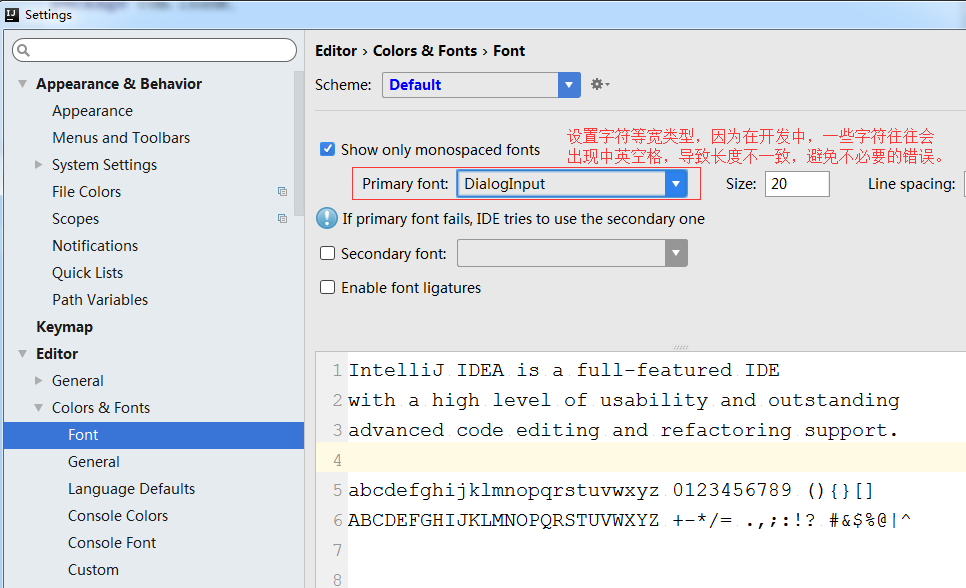 Settings
Editor › Colors & Fonts › Font
Scheme: Default
Appearance & Behavior
Appearance
Menus and Toolbars
System Settings
File Colors
Scopes
Notifications
Quick Lists
Path Variables
Keymap
Editor
General
Colors & Fonts
Font
General
Language Defaults
Console Colors
Console Font
Custom
设置字符等宽类型，因为在开发中，一些字符往往会
出现中英空格，导致长度不一致，避免不必要的错误。
Show only monospaced fonts
Primary font: DialogInput Size: 20 Line spacing:
If primary font fails, IDE tries to use the secondary one
Secondary font:
Enable font ligatures
1 IntelliJ IDEA is a full-featured IDE
2 with a high level of usability and outstanding
3 advanced code editing and refactoring support.
4
5 abcdefghijklmnopqrstuvwxyz 0123456789 (){}[]
6 ABCDEFGHIJKLMNOPQRSTUVWXYZ +-*/= .,;:!? #&$%@|^
7
8